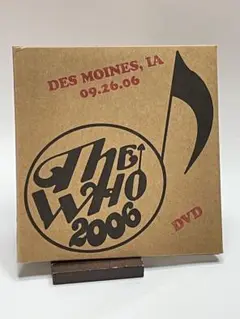 DES MOINES, IA
09.26.06
THE
WHO
2006
DVD